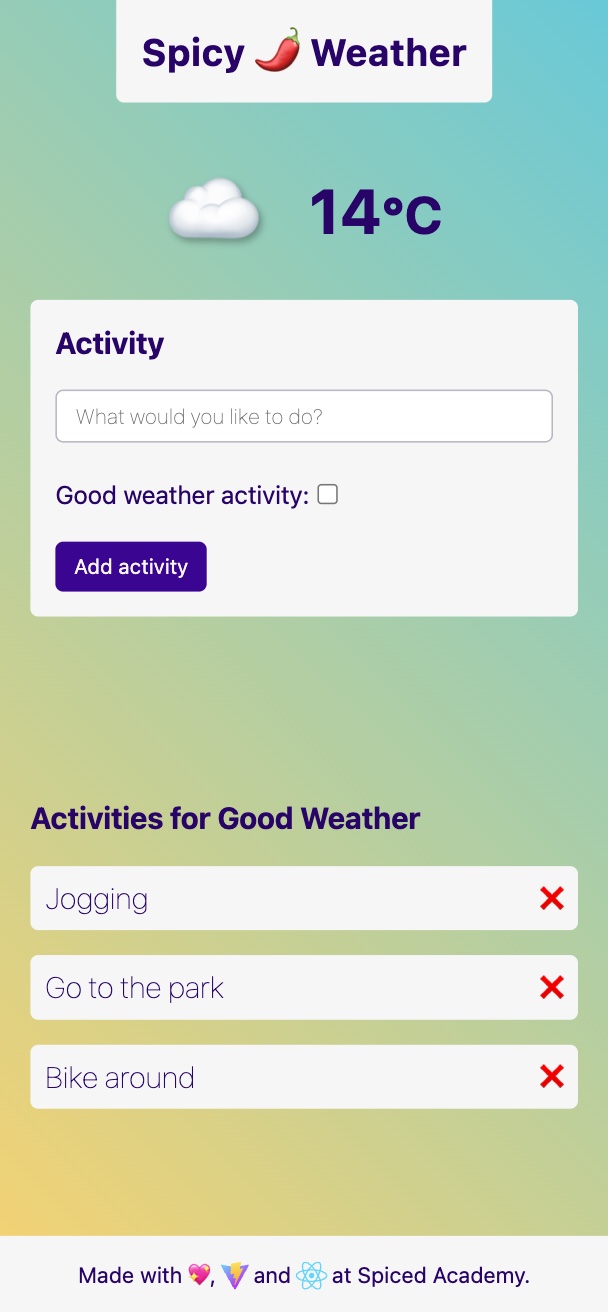 Spicy 🌶️ Weather
☁️ 14°C
Activity
What would you like to do?
Good weather activity:
Add activity
Activities for Good Weather
Jogging ❌
Go to the park ❌
Bike around ❌
Made with 💖, and at Spiced Academy.